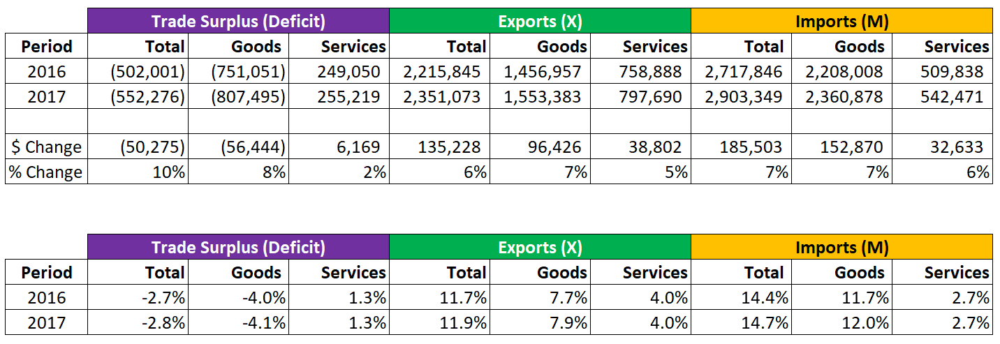 Trade Surplus (Deficit) Exports (X) Imports (M)
Period Total Goods Services Total Goods Services Total Goods Services
2016 (502,001) (751,051) 249,050 2,215,845 1,456,957 758,888 2,717,846 2,208,008 509,838
2017 (552,276) (807,495) 255,219 2,351,073 1,553,383 797,690 2,903,349 2,360,878 542,471
$ Change (50,275) (56,444) 6,169 135,228 96,426 38,802 185,503 152,870 32,633
% Change 10% 8% 2% 6% 7% 5% 7% 7% 6%
Trade Surplus (Deficit) Exports (X) Imports (M)
Period Total Goods Services Total Goods Services Total Goods Services
2016 -2.7% -4.0% 1.3% 11.7% 7.7% 4.0% 14.4% 11.7% 2.7%
2017 -2.8% -4.1% 1.3% 11.9% 7.9% 4.0% 14.7% 12.0% 2.7%